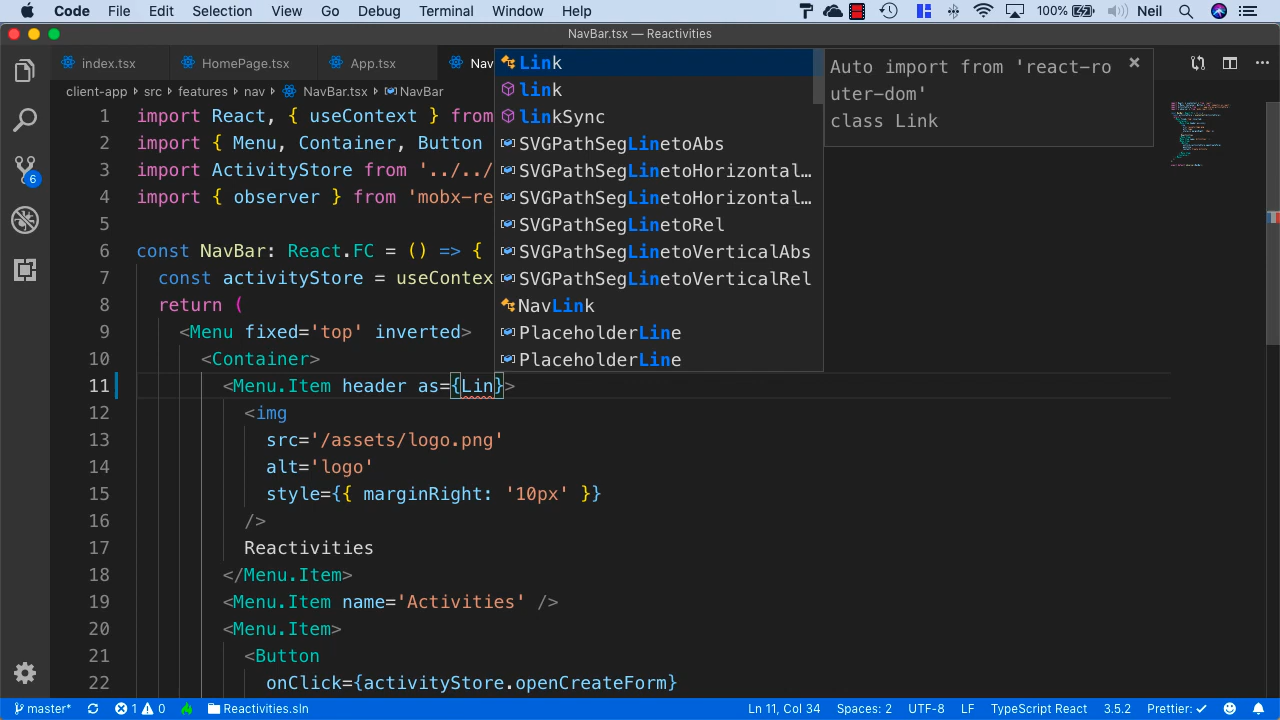 Code File Edit Selection View Go Debug Terminal Window Help 100% Neil
NavBar.tsx — Reactivities
index.tsx HomePage.tsx App.tsx Nav
client-app › src › features › nav › NavBar.tsx › NavBar
Link
link
linkSync
SVGPathSegLinetoAbs
SVGPathSegLinetoHorizontal…
SVGPathSegLinetoHorizontal…
SVGPathSegLinetoRel
SVGPathSegLinetoVerticalAbs
SVGPathSegLinetoVerticalRel
NavLink
PlaceholderLine
PlaceholderLine
Auto import from 'react-ro
uter-dom'
class Link
1 import React, { useContext } from
2 import { Menu, Container, Button
3 import ActivityStore from '../../
4 import { observer } from 'mobx-re
5
6 const NavBar: React.FC = () => {
7 const activityStore = useContex
8 return (
9 <Menu fixed='top' inverted>
10 <Container>
11 <Menu.Item header as={Lin}>
12 <img
13 src='/assets/logo.png'
14 alt='logo'
15 style={{ marginRight: '10px' }}
16 />
17 Reactivities
18 </Menu.Item>
19 <Menu.Item name='Activities' />
20 <Menu.Item>
21 <Button
22 onClick={activityStore.openCreateForm}
6
master* 1 0 Reactivities.sln Ln 11, Col 34 Spaces: 2 UTF-8 LF TypeScript React 3.5.2 Prettier: ✓